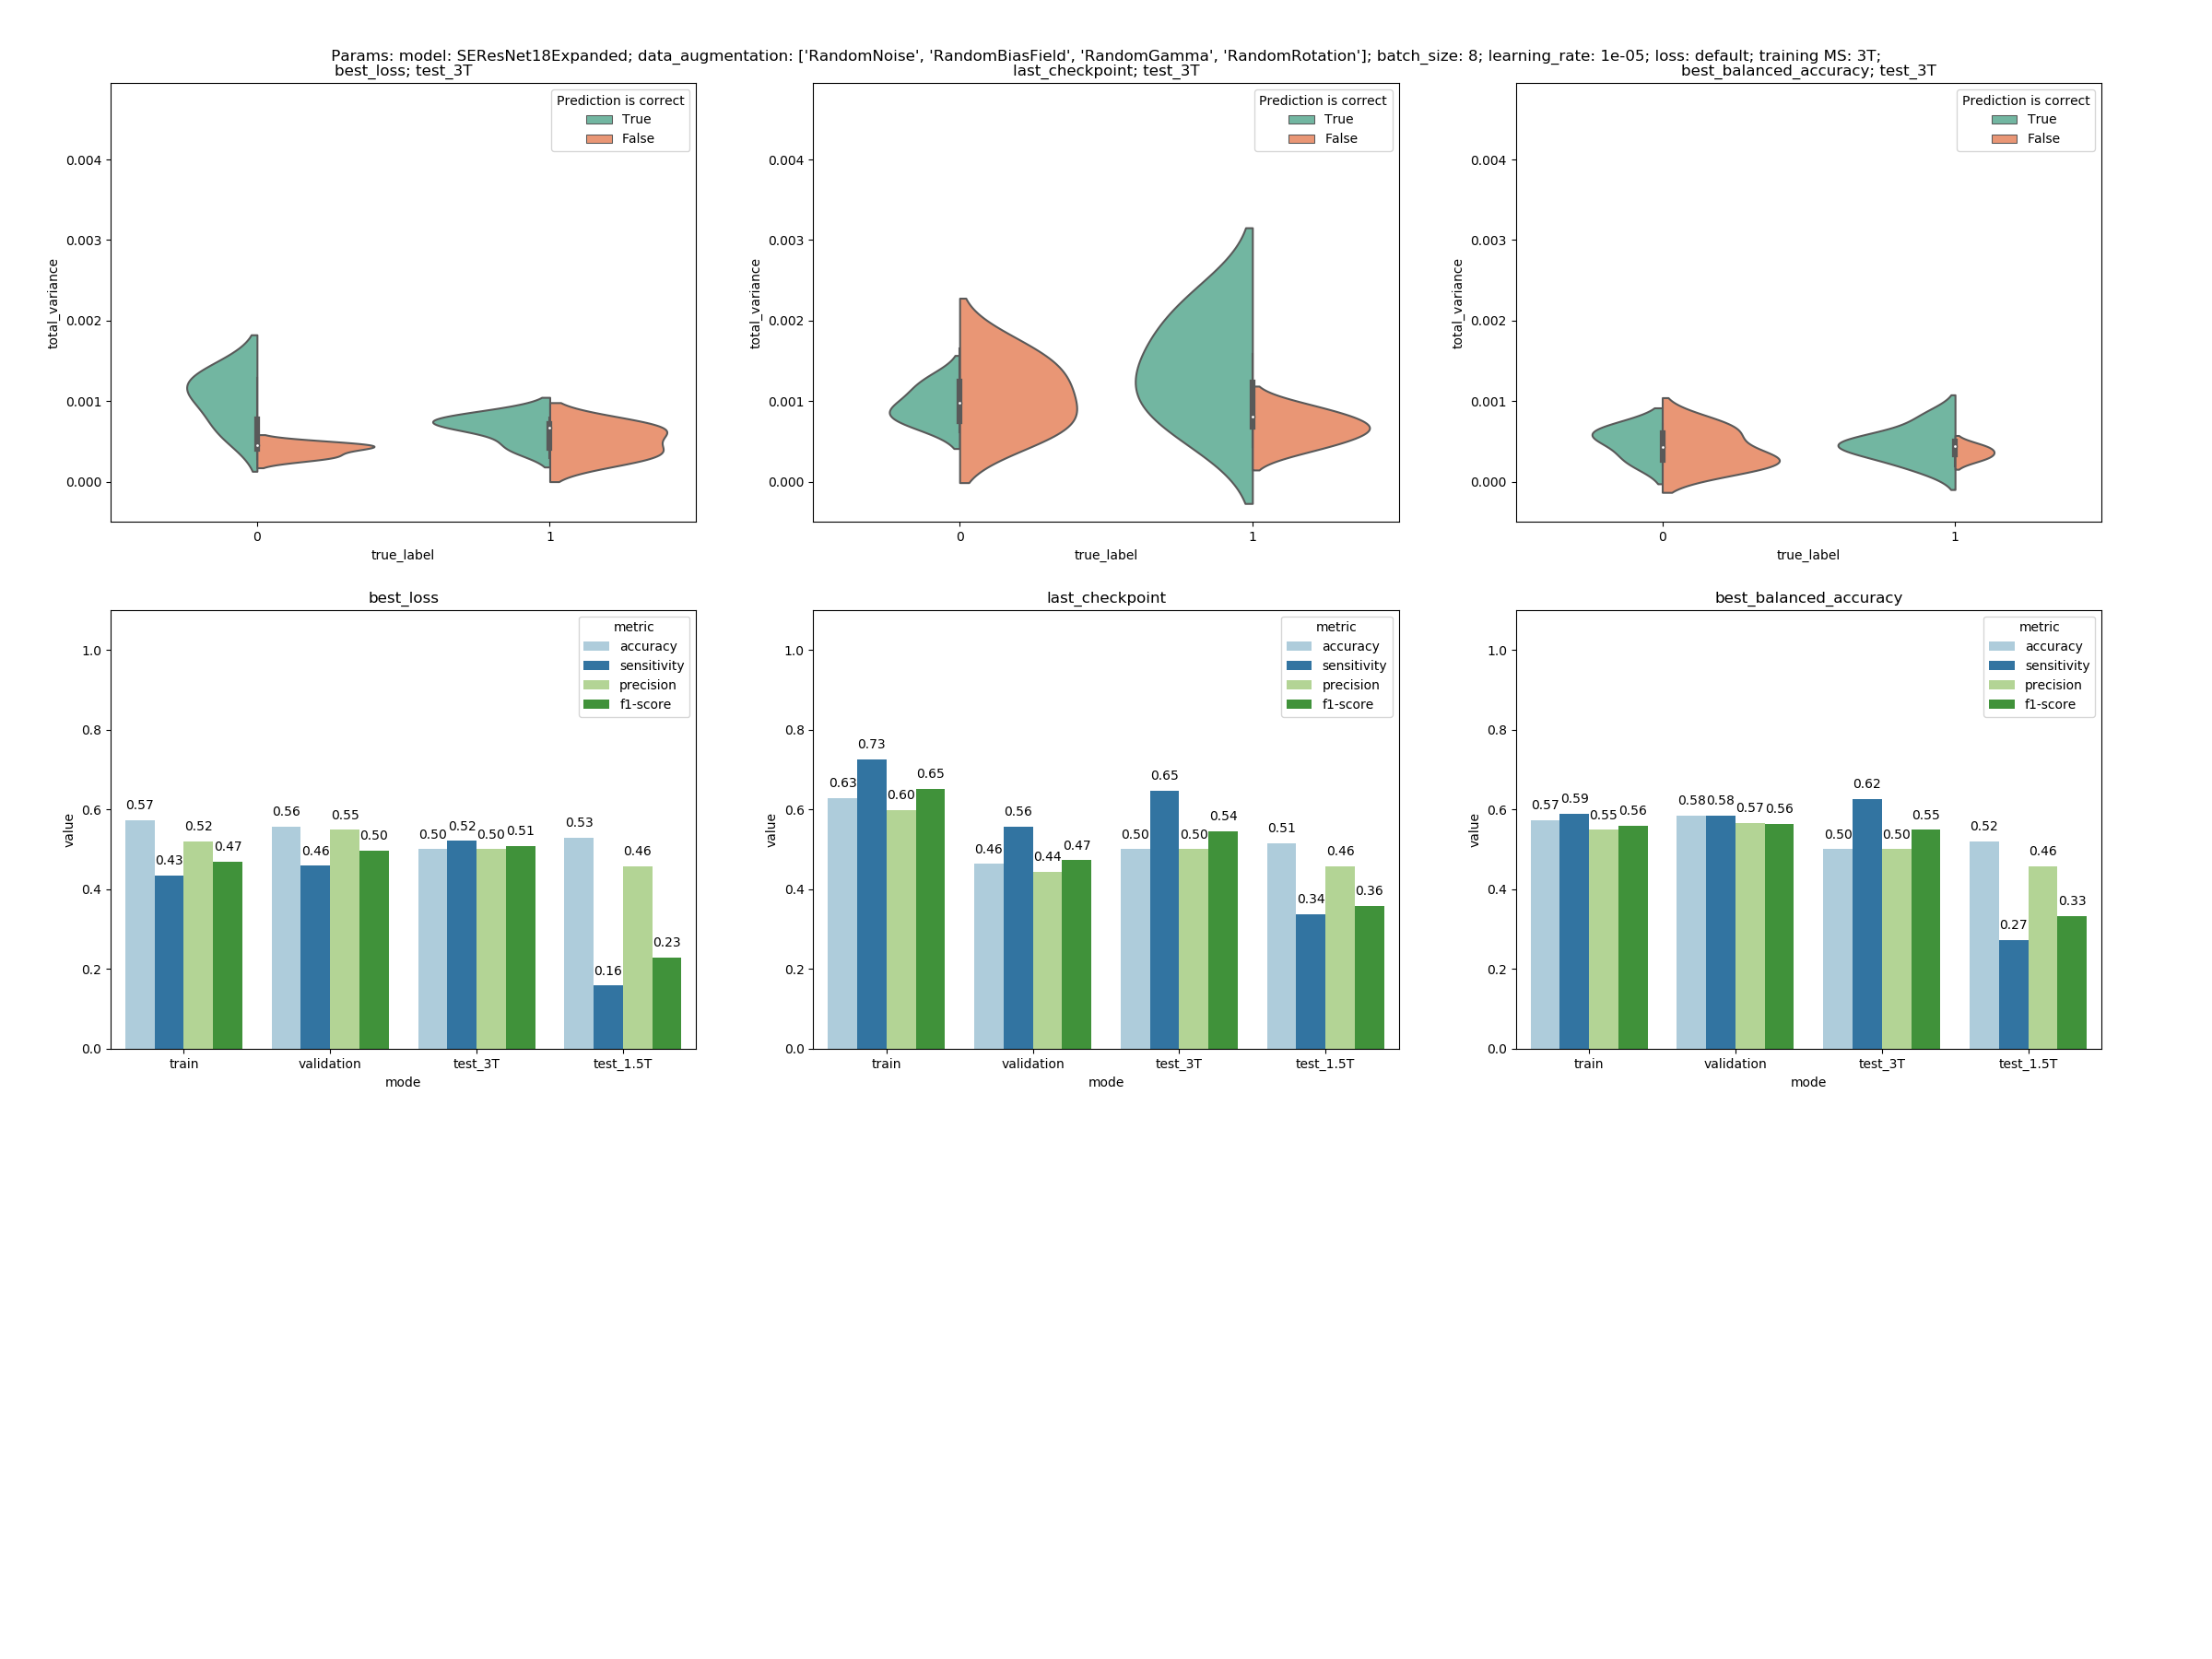 Params: model: SEResNet18Expanded; data_augmentation: ['RandomNoise', 'RandomBiasField', 'RandomGamma', 'RandomRotation']; batch_size: 8; learning_rate: 1e-05; loss: default; training MS: 3T;
best_loss; test_3T
Prediction is correct
True
False
0.004
0.003
0.002
0.001
0.000
total_variance
0
1
true_label
last_checkpoint; test_3T
Prediction is correct
True
False
0.004
0.003
0.002
0.001
0.000
total_variance
0
1
true_label
best_balanced_accuracy; test_3T
Prediction is correct
True
False
0.004
0.003
0.002
0.001
0.000
total_variance
0
1
true_label
best_loss
metric
accuracy
sensitivity
precision
f1-score
1.0
0.8
0.6
0.4
0.2
0.0
value
0.57
0.43
0.52
0.47
0.56
0.46
0.55
0.50
0.50
0.52
0.50
0.51
0.53
0.16
0.46
0.23
train
validation
test_3T
test_1.5T
mode
last_checkpoint
metric
accuracy
sensitivity
precision
f1-score
1.0
0.8
0.6
0.4
0.2
0.0
value
0.63
0.73
0.60
0.65
0.46
0.56
0.44
0.47
0.50
0.65
0.50
0.54
0.51
0.34
0.46
0.36
train
validation
test_3T
test_1.5T
mode
best_balanced_accuracy
metric
accuracy
sensitivity
precision
f1-score
1.0
0.8
0.6
0.4
0.2
0.0
value
0.57
0.59
0.55
0.56
0.58
0.58
0.57
0.56
0.50
0.62
0.50
0.55
0.52
0.27
0.46
0.33
train
validation
test_3T
test_1.5T
mode